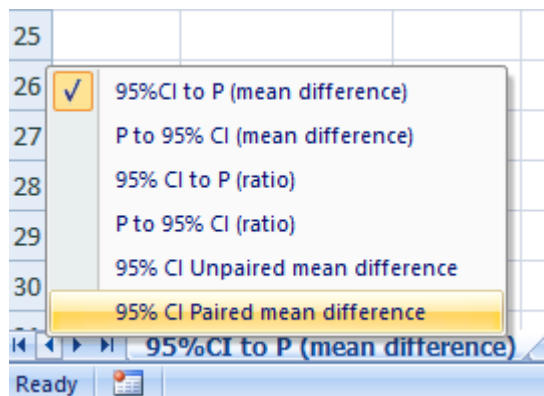 25
26
27
28
29
30
95%CI to P (mean difference)
P to 95% CI (mean difference)
95% CI to P (ratio)
P to 95% CI (ratio)
95% CI Unpaired mean difference
95% CI Paired mean difference
95%CI to P (mean difference)
Ready